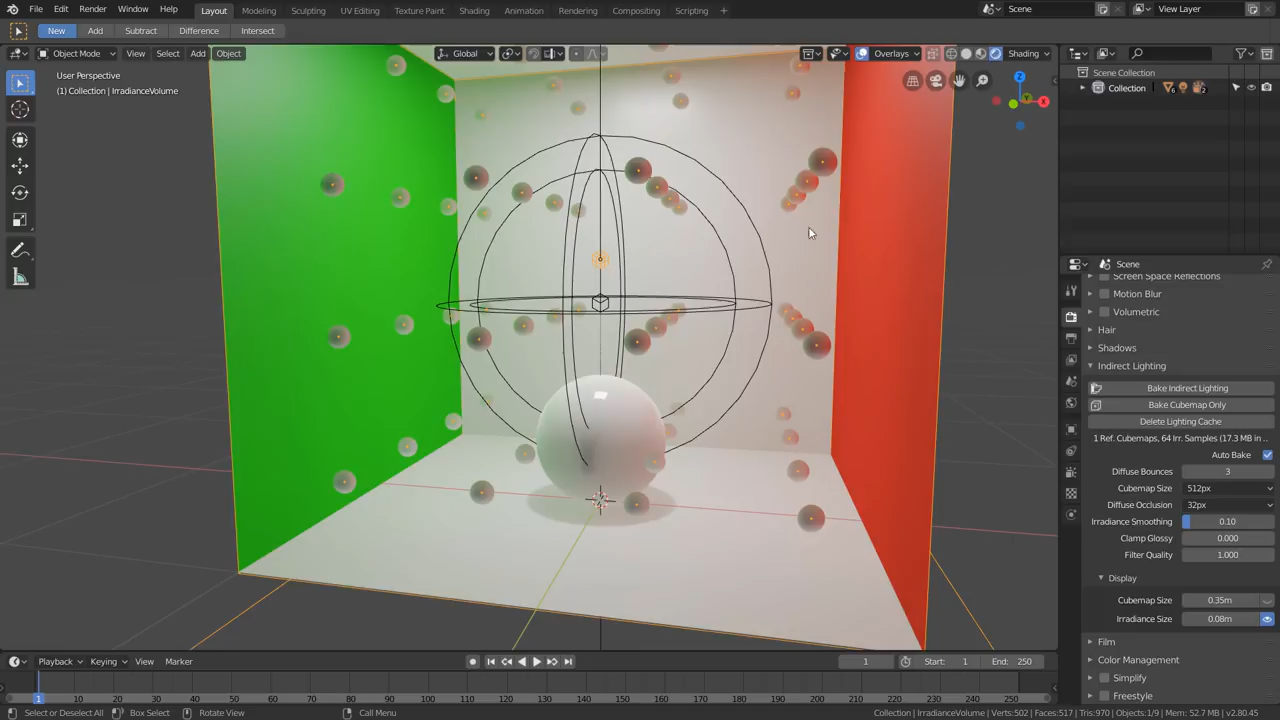 File Edit Render Window Help Layout Modeling Sculpting UV Editing Texture Paint Shading Animation Rendering Compositing Scripting + Scene View Layer
New Add Subtract Difference Intersect
Object Mode View Select Add Object Global Overlays Shading
User Perspective
(1) Collection | IrradianceVolume
Z
X
Y
Scene Collection
Collection 6 2
Scene
Screen Space Reflections
Motion Blur
Volumetric
Hair
Shadows
Indirect Lighting
Bake Indirect Lighting
Bake Cubemap Only
Delete Lighting Cache
1 Ref. Cubemaps, 64 Irr. Samples (17.3 MB in ..
Auto Bake
Diffuse Bounces 3
Cubemap Size 512px
Diffuse Occlusion 32px
Irradiance Smoothing 0.10
Clamp Glossy 0.000
Filter Quality 1.000
Display
Cubemap Size 0.35m
Irradiance Size 0.08m
Film
Color Management
Simplify
Freestyle
Playback Keying View Marker 1 Start: 1 End: 250
1 10 20 30 40 50 60 70 80 90 100 110 120 130 140 150 160 170 180 190 200 210 220 230 240 250
Select or Deselect All Box Select Rotate View Call Menu Collection | IrradianceVolume | Verts:502 | Faces:517 | Tris:970 | Objects:1/9 | Mem: 52.7 MB | v2.80.45